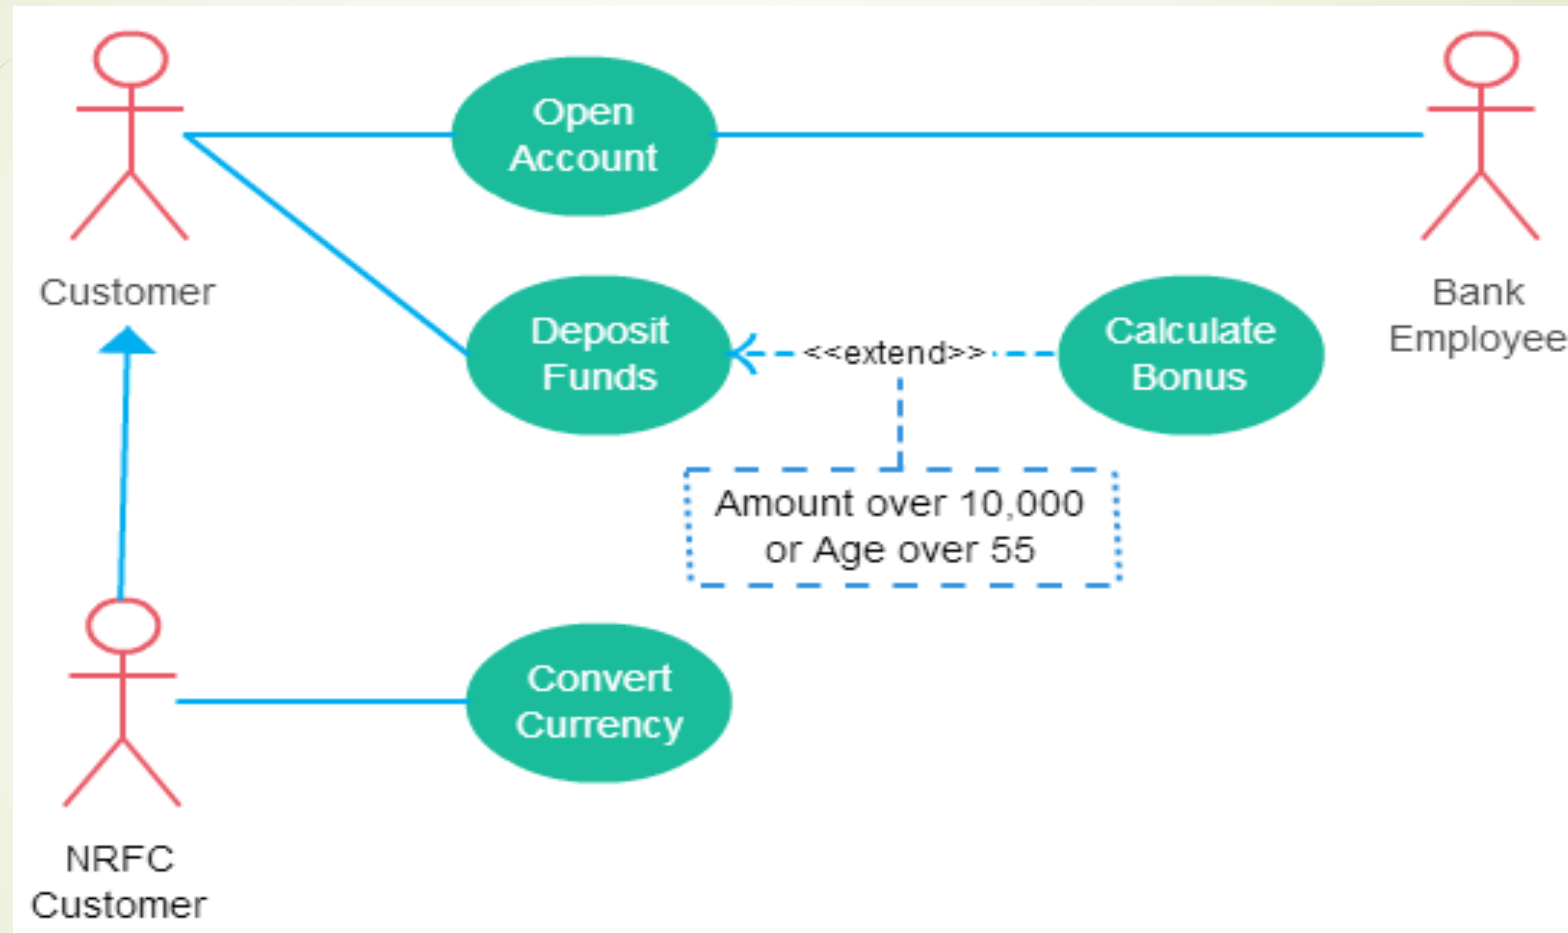 Open
Account
Customer
Bank
Employee
Deposit
Funds
<<extend>>
Calculate
Bonus
Amount over 10,000
or Age over 55
Convert
Currency
NRFC
Customer